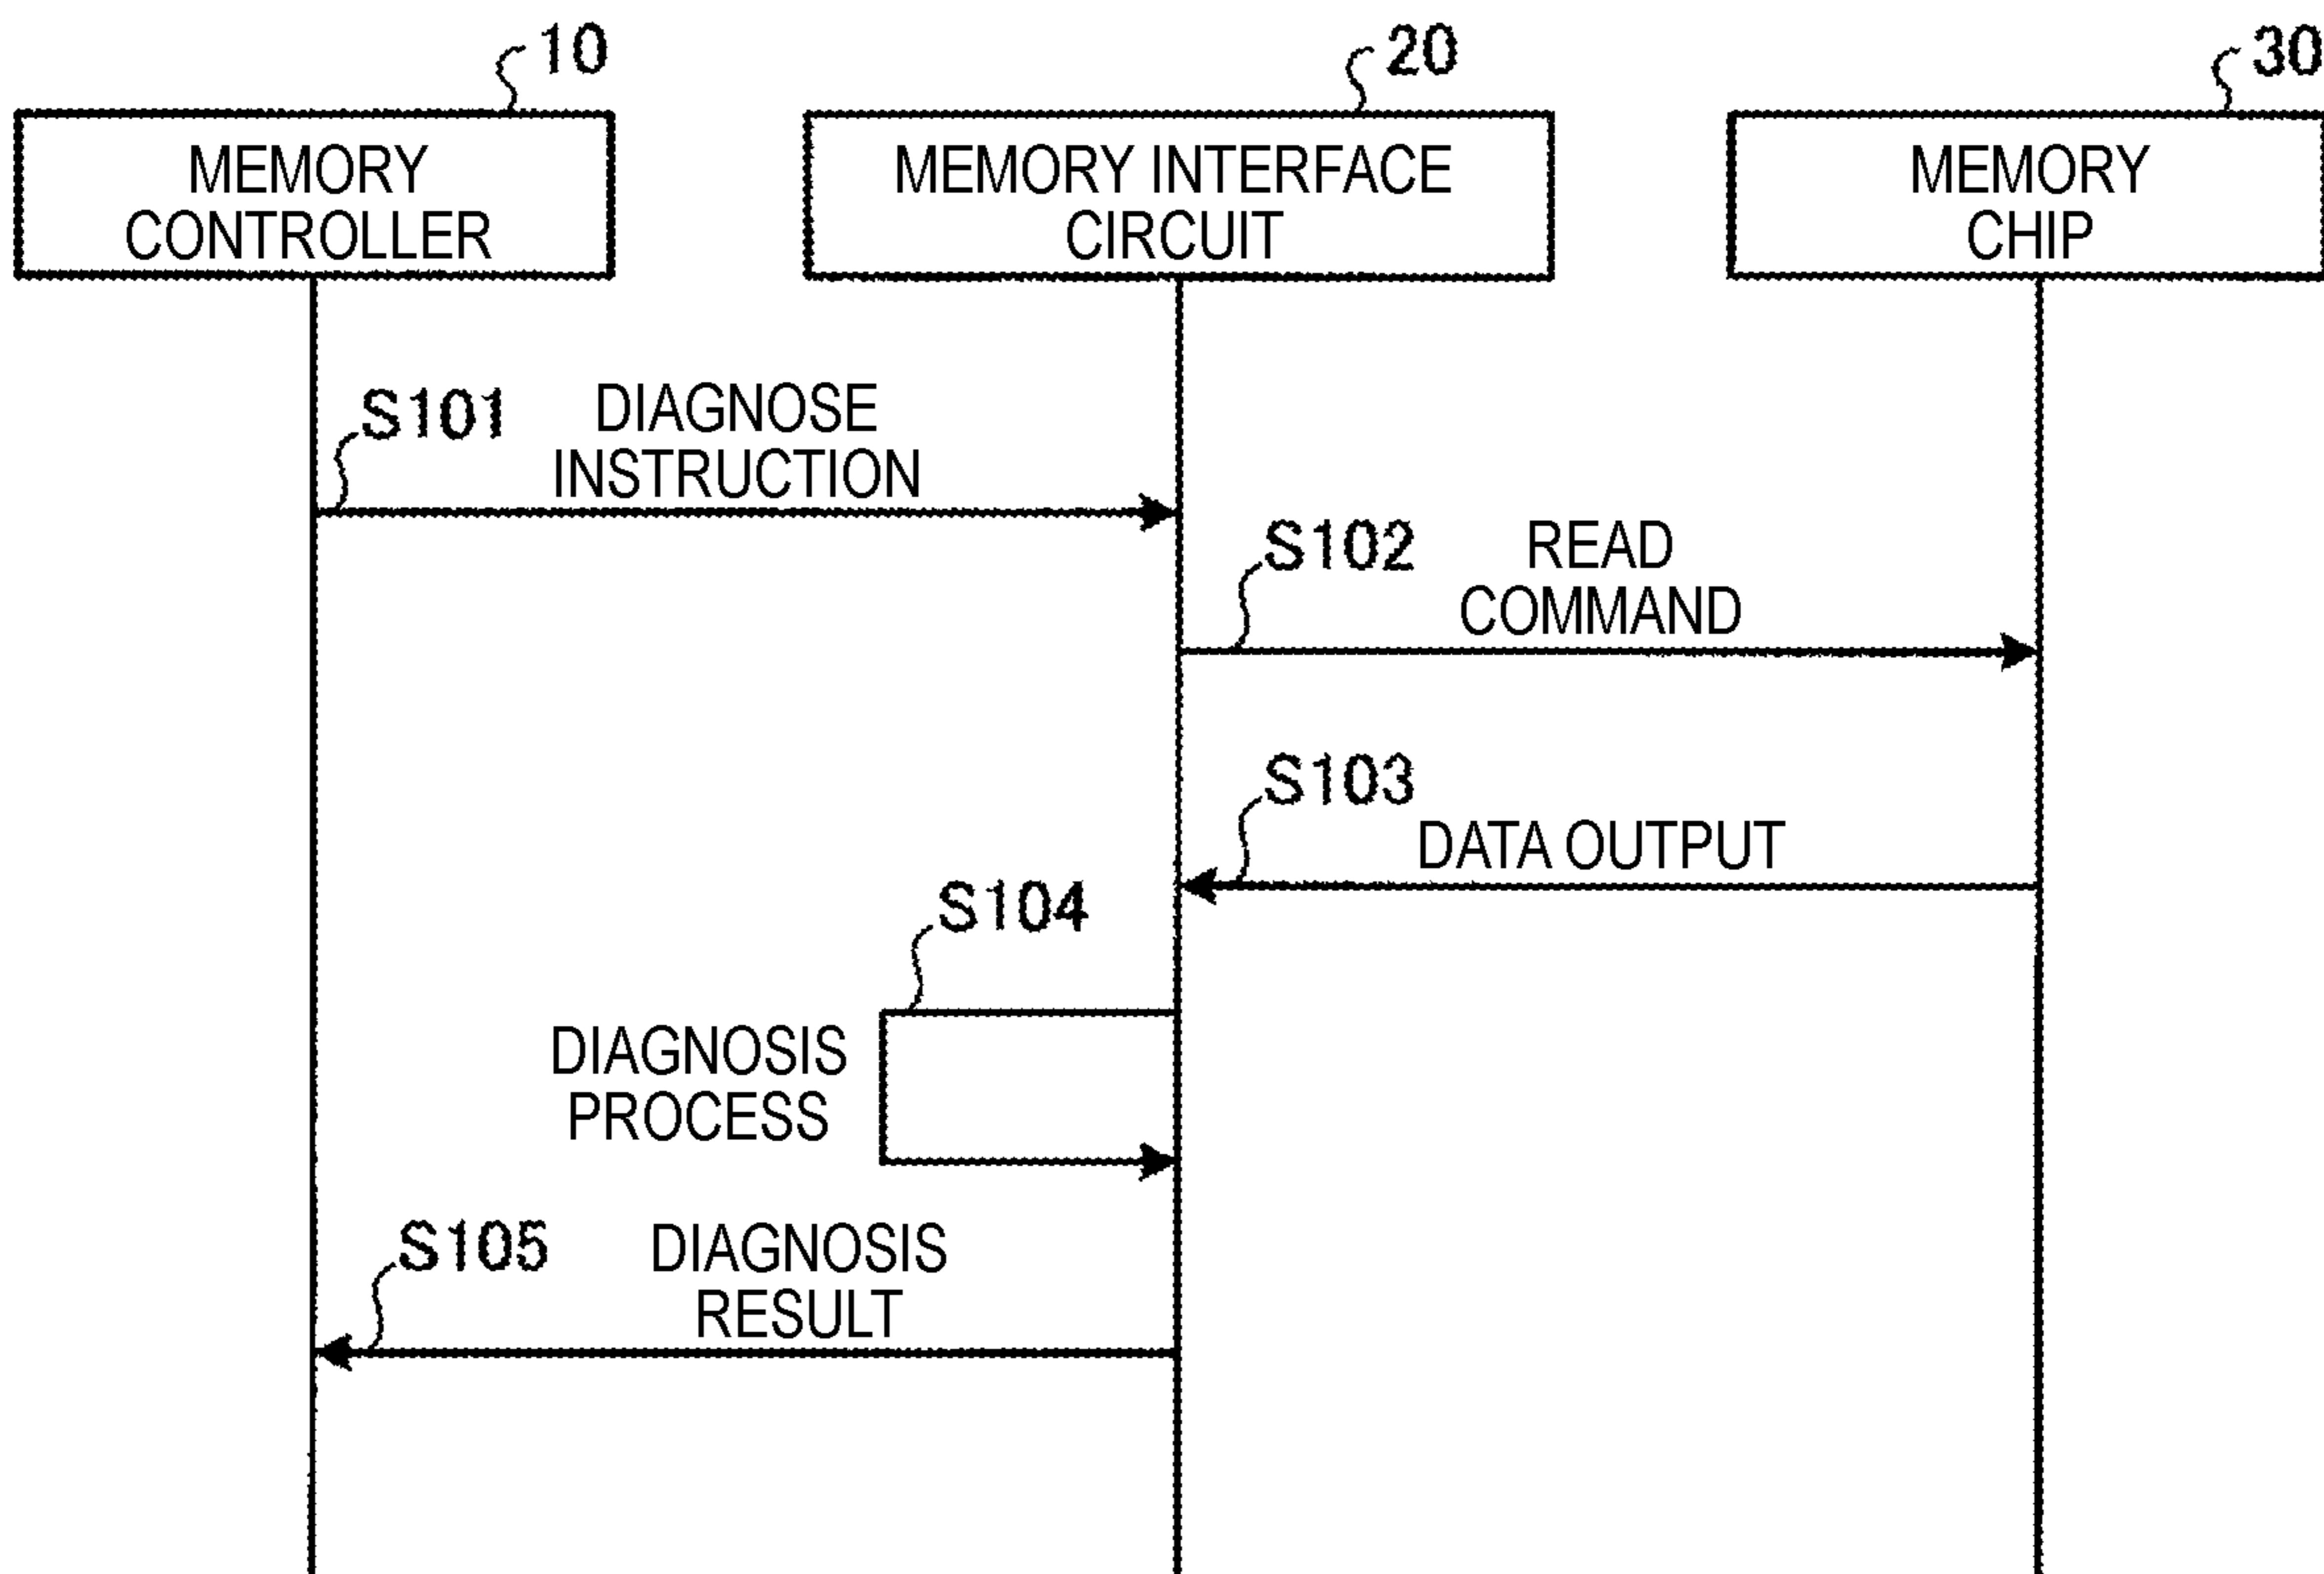 10
20
30
MEMORY
CONTROLLER
MEMORY INTERFACE
CIRCUIT
MEMORY
CHIP
S101
DIAGNOSE
INSTRUCTION
S102
READ
COMMAND
S103
DATA OUTPUT
S104
DIAGNOSIS
PROCESS
S105
DIAGNOSIS
RESULT